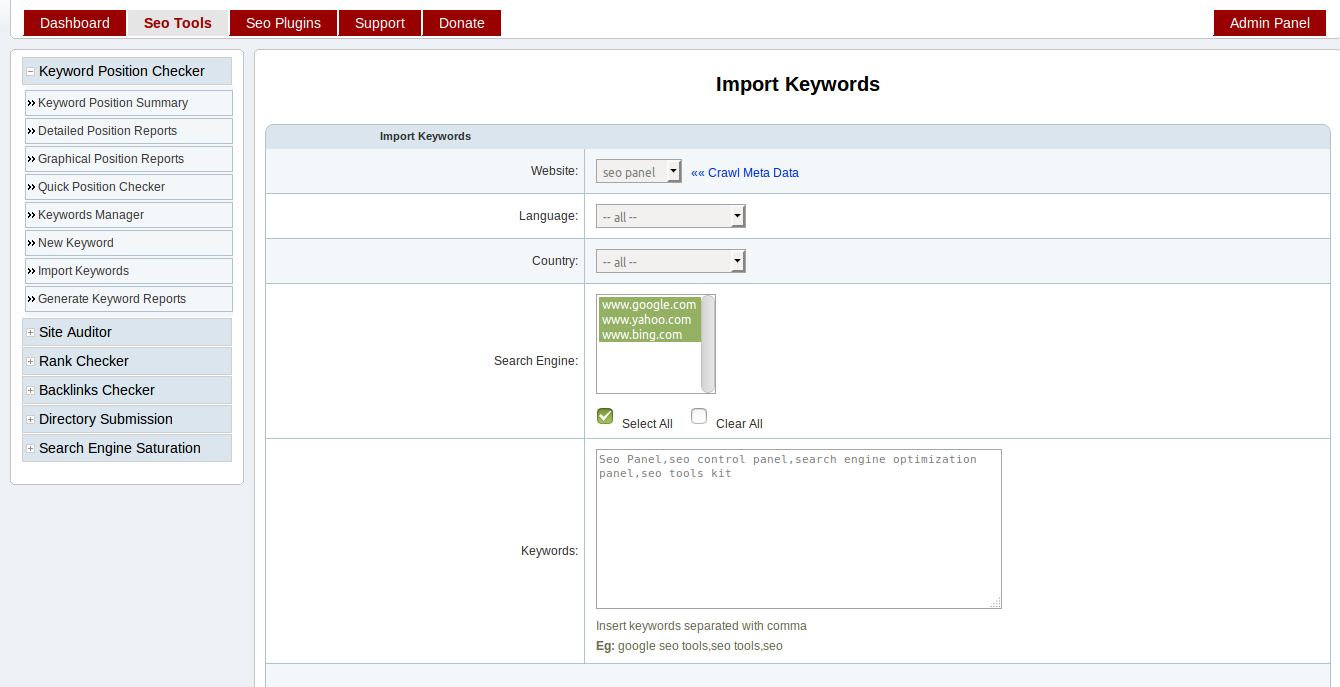 Dashboard Seo Tools Seo Plugins Support Donate Admin Panel
Keyword Position Checker
Keyword Position Summary
Detailed Position Reports
Graphical Position Reports
Quick Position Checker
Keywords Manager
New Keyword
Import Keywords
Generate Keyword Reports
Site Auditor
Rank Checker
Backlinks Checker
Directory Submission
Search Engine Saturation
Import Keywords
Import Keywords
Website: seo panel «« Crawl Meta Data
Language: -- all --
Country: -- all --
Search Engine:
www.google.com
www.yahoo.com
www.bing.com
Select All Clear All
Keywords:
Seo Panel,seo control panel,search engine optimization
panel,seo tools kit
Insert keywords separated with comma
Eg: google seo tools,seo tools,seo